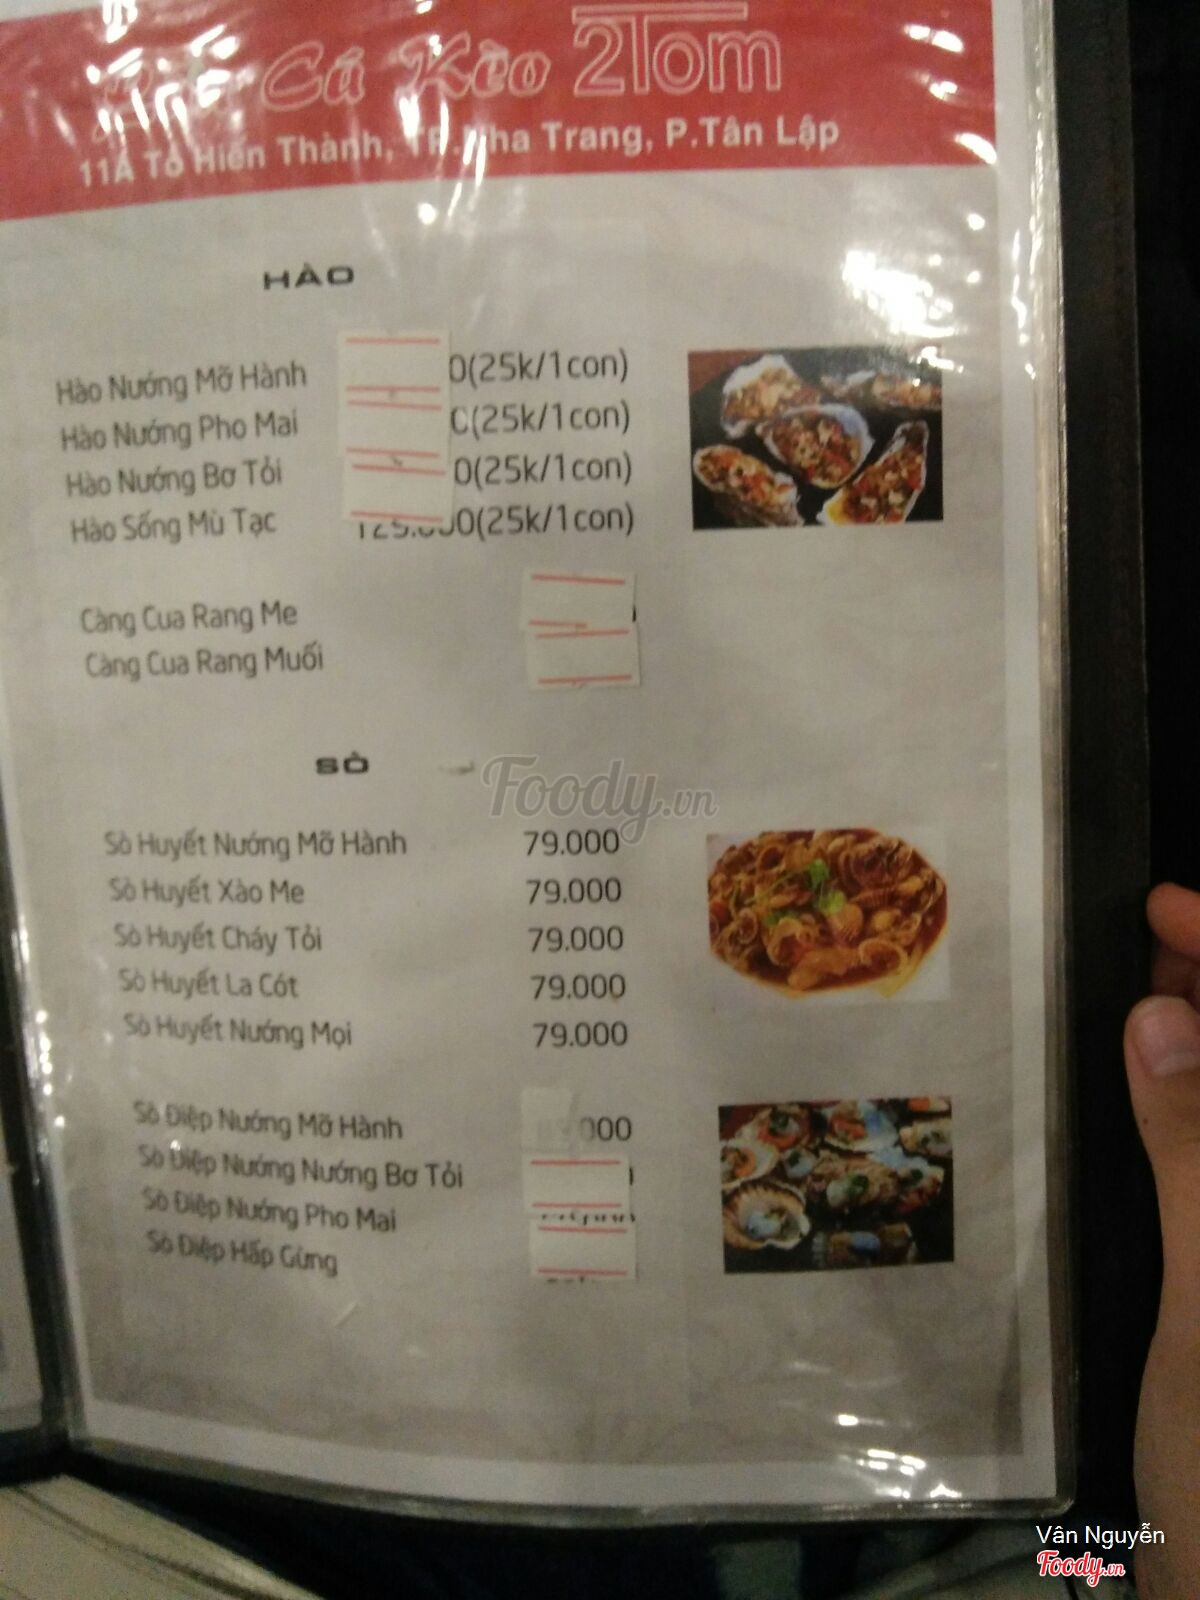 Cá Kèo 2Tom
11A Tô Hiến Thành, TP.Nha Trang, P.Tân Lập
HÀO
Hào Nướng Mỡ Hành 0(25k/1con)
Hào Nướng Pho Mai 0(25k/1con)
Hào Nướng Bơ Tỏi 0(25k/1con)
Hào Sống Mù Tạc 125.000(25k/1con)
Càng Cua Rang Me
Càng Cua Rang Muối
SÒ
Foody.vn
Sò Huyết Nướng Mỡ Hành 79.000
Sò Huyết Xào Me 79.000
Sò Huyết Cháy Tỏi 79.000
Sò Huyết La Cót 79.000
Sò Huyết Nướng Mọi 79.000
Sò Điệp Nướng Mỡ Hành 000
Sò Điệp Nướng Nướng Bơ Tỏi
Sò Điệp Nướng Pho Mai
Sò Điệp Hấp Gừng
Vân Nguyễn
Foody.vn